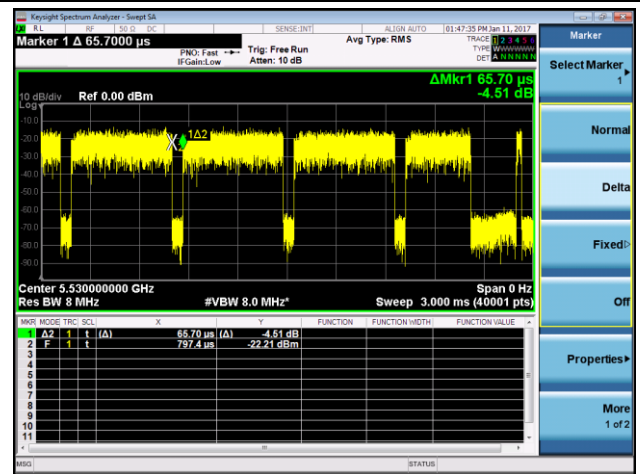 Keysight Spectrum Analyzer - Swept SA
RL RF 50 Ω DC SENSE:INT ALIGN AUTO 01:47:35 PM Jan 11, 2017
Marker 1 Δ 65.7000 µs Avg Type: RMS TRACE 1 2 3 4 5 6
PNO: Fast Trig: Free Run TYPE WWWWWW
IFGain:Low Atten: 10 dB DET A N N N N N
ΔMkr1 65.70 µs
-4.51 dB
10 dB/div Ref 0.00 dBm
Log
-10.0
-20.0
1Δ2
-30.0
-40.0
-50.0
-60.0
-70.0
-80.0
-90.0
Center 5.530000000 GHz Span 0 Hz
Res BW 8 MHz #VBW 8.0 MHz* Sweep 3.000 ms (40001 pts)
MKR MODE TRC SCL X Y FUNCTION FUNCTION WIDTH FUNCTION VALUE
1 Δ2 1 t (Δ) 65.70 µs (Δ) -4.51 dB
2 F 1 t 797.4 µs -22.21 dBm
3
4
5
6
7
8
9
10
11
MSG STATUS
Marker
Select Marker
1
Normal
Delta
Fixed
Off
Properties
More
1 of 2